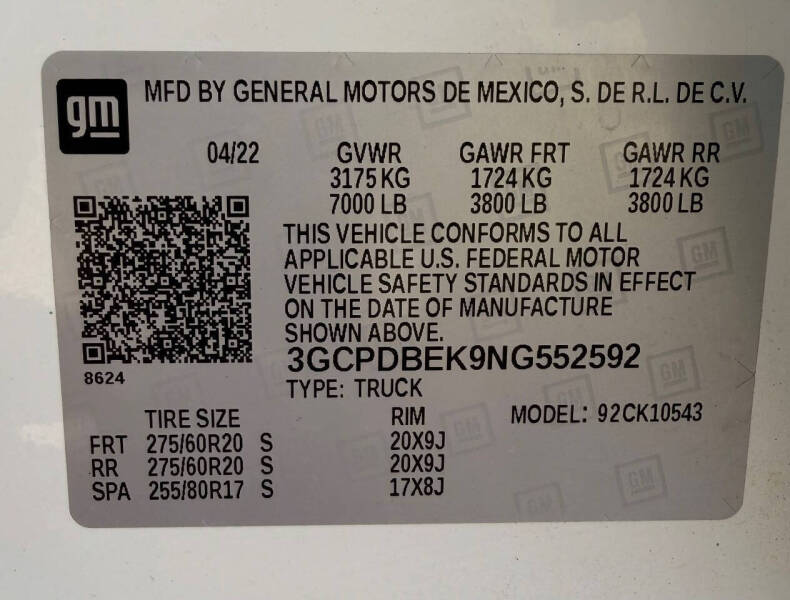 gm
MFD BY GENERAL MOTORS DE MEXICO, S. DE R.L. DE C.V.
04/22 GVWR GAWR FRT GAWR RR
3175 KG 1724 KG 1724 KG
7000 LB 3800 LB 3800 LB
THIS VEHICLE CONFORMS TO ALL
APPLICABLE U.S. FEDERAL MOTOR
VEHICLE SAFETY STANDARDS IN EFFECT
ON THE DATE OF MANUFACTURE
SHOWN ABOVE.
3GCPDBEK9NG552592
8624
TYPE: TRUCK
TIRE SIZE RIM MODEL: 92CK10543
FRT 275/60R20 S 20X9J
RR 275/60R20 S 20X9J
SPA 255/80R17 S 17X8J